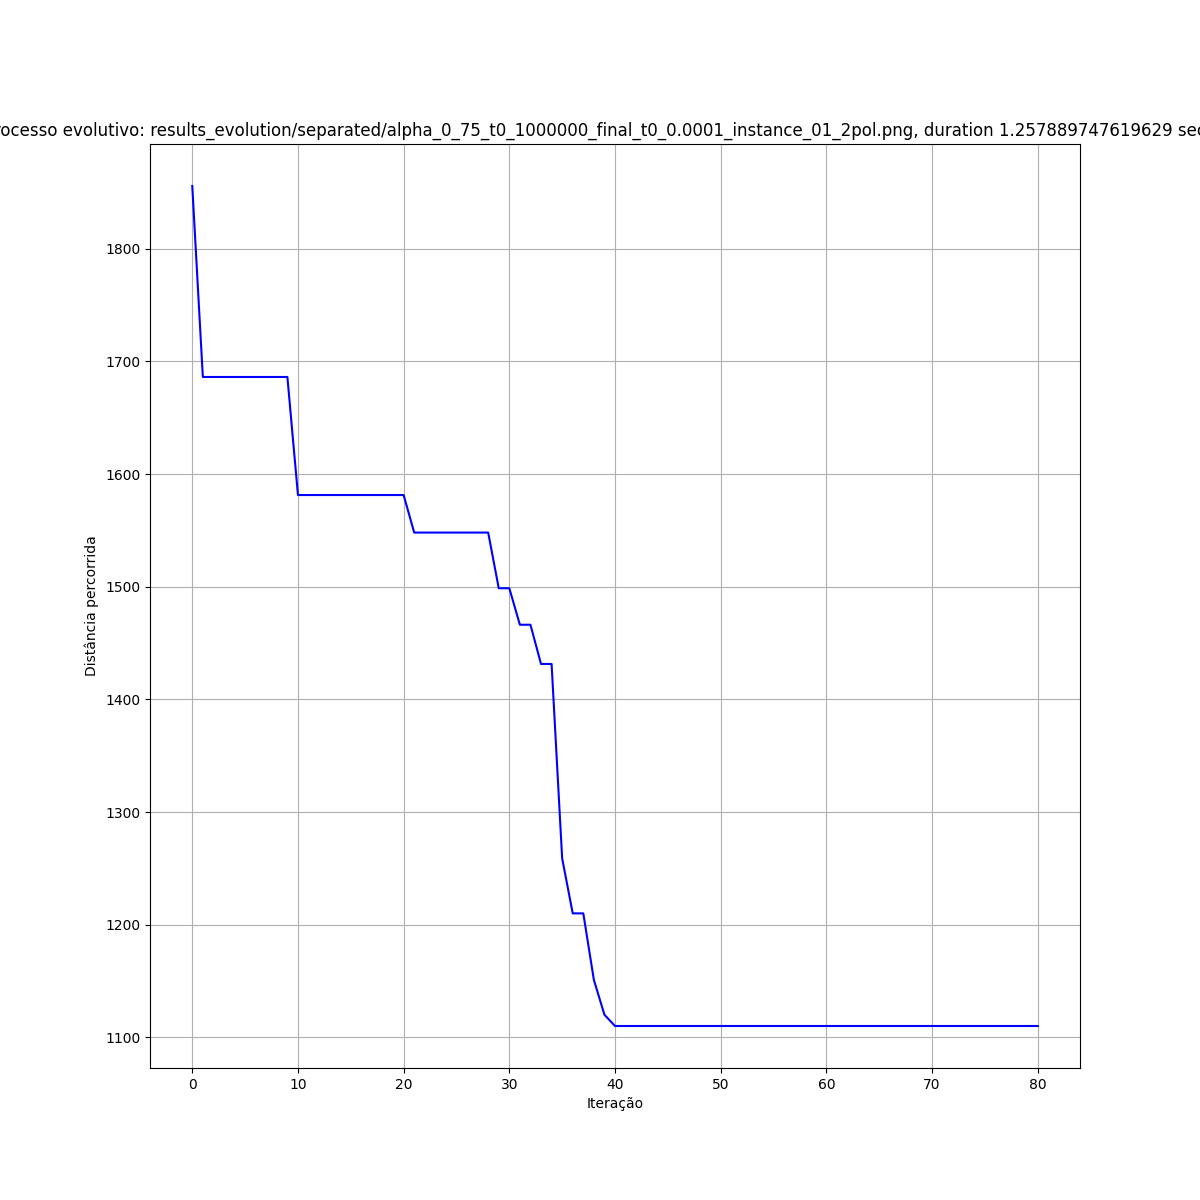 ocesso evolutivo: results_evolution/separated/alpha_0_75_t0_1000000_final_t0_0.0001_instance_01_2pol.png, duration 1.257889747619629 sec
1800
1700
1600
1500
1400
1300
1200
1100
Distância percorrida
0 10 20 30 40 50 60 70 80
Iteração